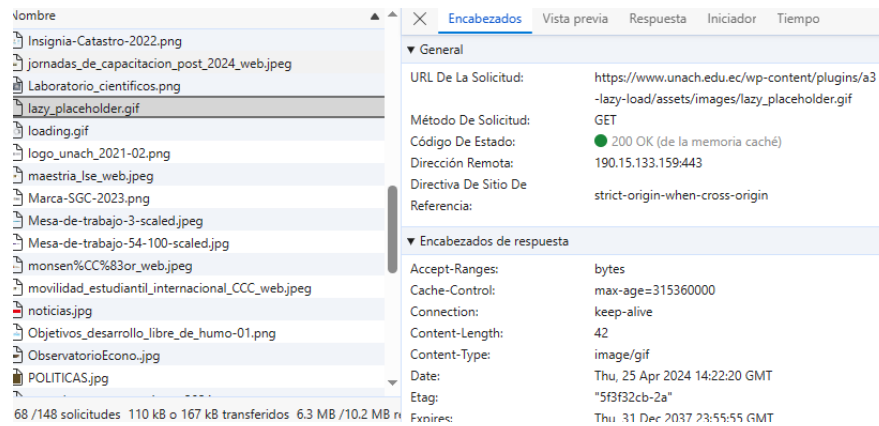 Nombre
Insignia-Catastro-2022.png
jornadas_de_capacitacion_post_2024_web.jpeg
Laboratorio_cientificos.png
lazy_placeholder.gif
loading.gif
logo_unach_2021-02.png
maestria_lse_web.jpeg
Marca-SGC-2023.png
Mesa-de-trabajo-3-scaled.jpeg
Mesa-de-trabajo-54-100-scaled.jpg
monsen%CC%83or_web.jpeg
movilidad_estudiantil_internacional_CCC_web.jpeg
noticias.jpg
Objetivos_desarrollo_libre_de_humo-01.png
ObservatorioEcono..jpg
POLITICAS.jpg
68 /148 solicitudes 110 kB o 167 kB transferidos 6.3 MB /10.2 MB
Encabezados Vista previa Respuesta Iniciador Tiempo
General
URL De La Solicitud: https://www.unach.edu.ec/wp-content/plugins/a3
-lazy-load/assets/images/lazy_placeholder.gif
Método De Solicitud: GET
Código De Estado: 200 OK (de la memoria caché)
Dirección Remota: 190.15.133.159:443
Directiva De Sitio De
Referencia: strict-origin-when-cross-origin
Encabezados de respuesta
Accept-Ranges: bytes
Cache-Control: max-age=315360000
Connection: keep-alive
Content-Length: 42
Content-Type: image/gif
Date: Thu, 25 Apr 2024 14:22:20 GMT
Etag: "5f3f32cb-2a"
Expires: Thu, 31 Dec 2037 23:55:55 GMT